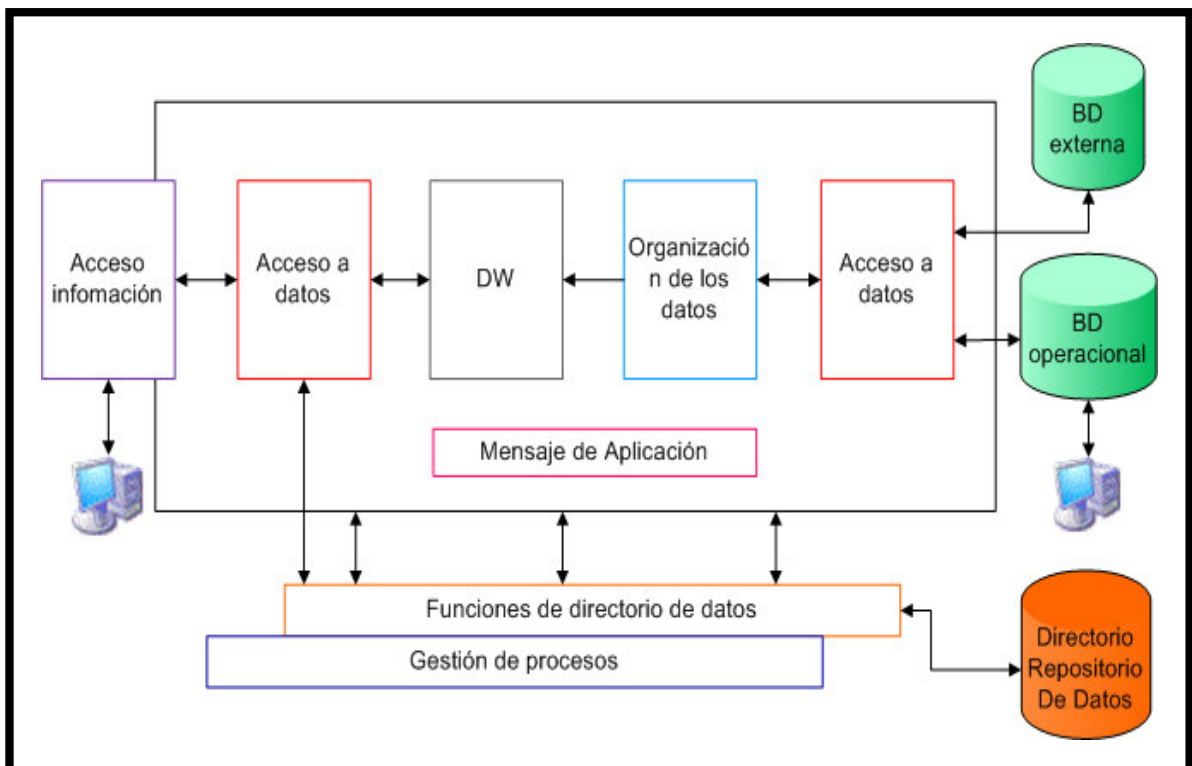 BD
externa
Acceso
infomación
Acceso a
datos
DW
Organizació
n de los
datos
Acceso a
datos
BD
operacional
Mensaje de Aplicación
Funciones de directorio de datos
Gestión de procesos
Directorio
Repositorio
De Datos